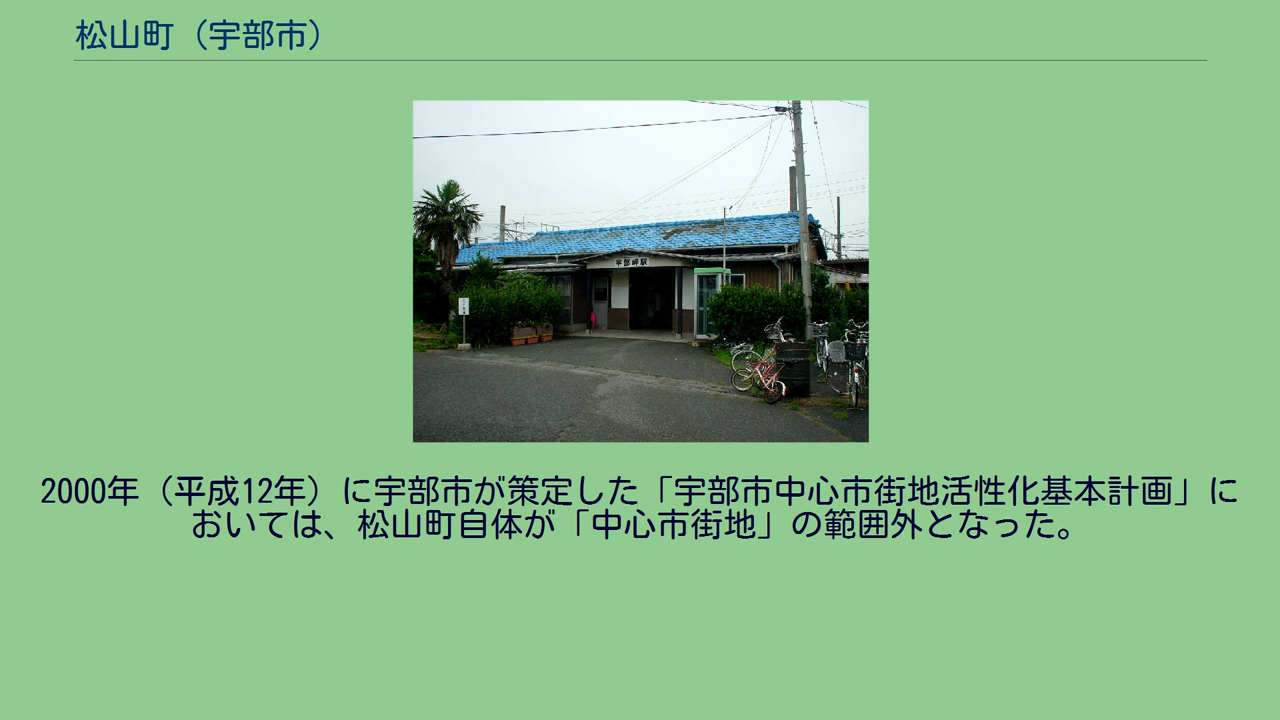 松山町（宇部市）
宇部岬駅
2000年（平成12年）に宇部市が策定した「宇部市中心市街地活性化基本計画」に
おいては、松山町自体が「中心市街地」の範囲外となった。